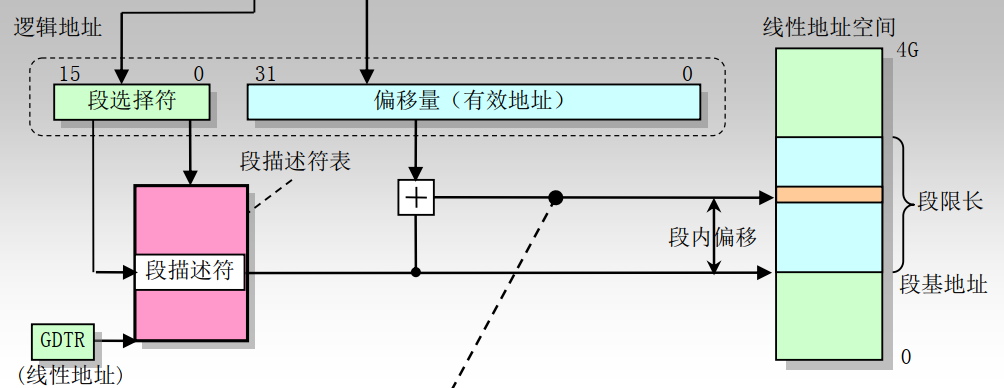 逻辑地址
线性地址空间
4G
15
0
31
0
段选择符
偏移量（有效地址）
段描述符表
+
段限长
段内偏移
段描述符
段基地址
GDTR
(线性地址)
0